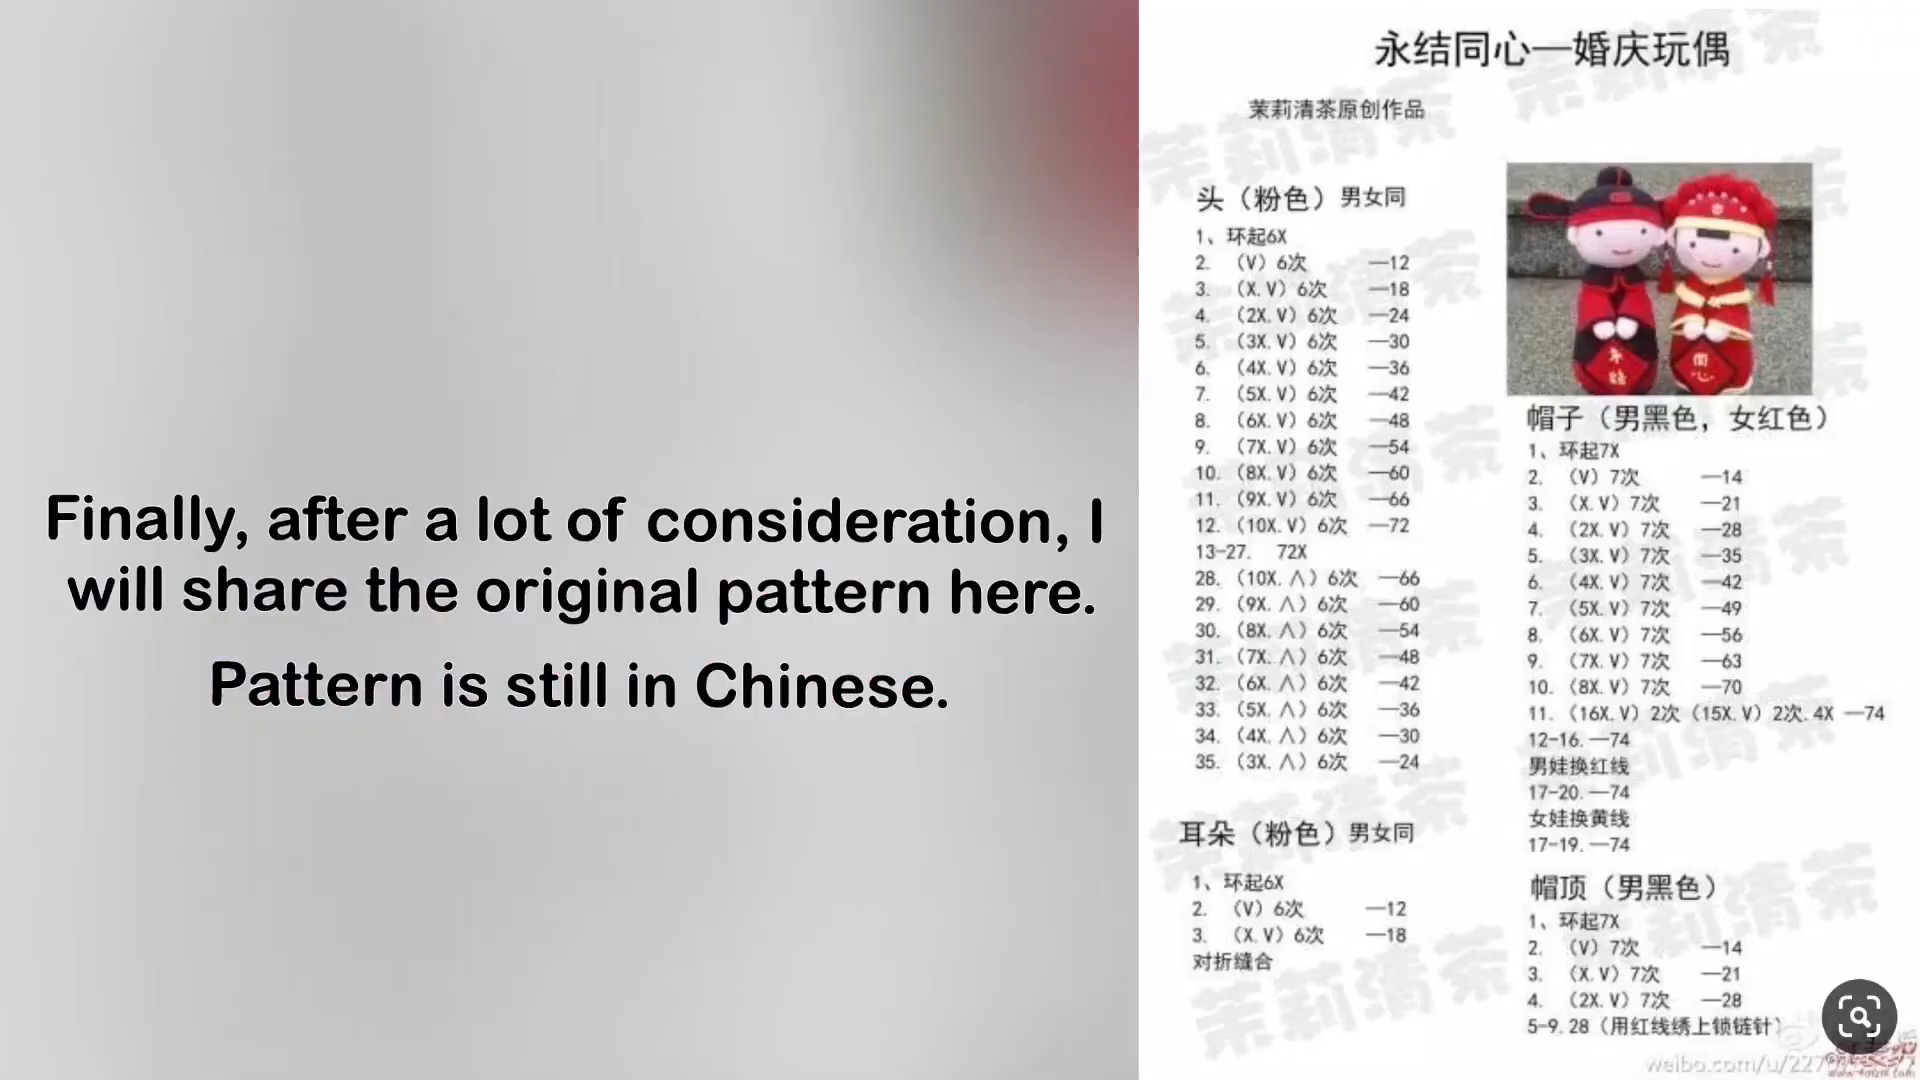 Finally, after a lot of consideration, I
will share the original pattern here.
Pattern is still in Chinese.
永结同心—婚庆玩偶
茉莉清茶原创作品
头（粉色）男女同
1、环起6X
2. （V）6次 —12
3. （X.V）6次 —18
4. （2X.V）6次 —24
5. （3X.V）6次 —30
6. （4X.V）6次 —36
7. （5X.V）6次 —42
8. （6X.V）6次 —48
9. （7X.V）6次 —54
10. （8X.V）6次 —60
11. （9X.V）6次 —66
12. （10X.V）6次 —72
13-27. 72X
28. （10X.∧）6次 —66
29. （9X.∧）6次 —60
30. （8X.∧）6次 —54
31. （7X.∧）6次 —48
32. （6X.∧）6次 —42
33. （5X.∧）6次 —36
34. （4X.∧）6次 —30
35. （3X.∧）6次 —24
耳朵（粉色）男女同
1、环起6X
2. （V）6次 —12
3. （X.V）6次 —18
对折缝合
永结
同心
帽子（男黑色，女红色）
1、环起7X
2. （V）7次 —14
3. （X.V）7次 —21
4. （2X.V）7次 —28
5. （3X.V）7次 —35
6. （4X.V）7次 —42
7. （5X.V）7次 —49
8. （6X.V）7次 —56
9. （7X.V）7次 —63
10. （8X.V）7次 —70
11. （16X.V）2次（15X.V）2次.4X —74
12-16. —74
男娃换红线
17-20. —74
女娃换黄线
17-19. —74
帽顶（男黑色）
1、环起7X
2. （V）7次 —14
3. （X.V）7次 —21
4. （2X.V）7次 —28
5-9.28（用红线绣上锁链针）
茉莉清茶
weibo.com/u/227